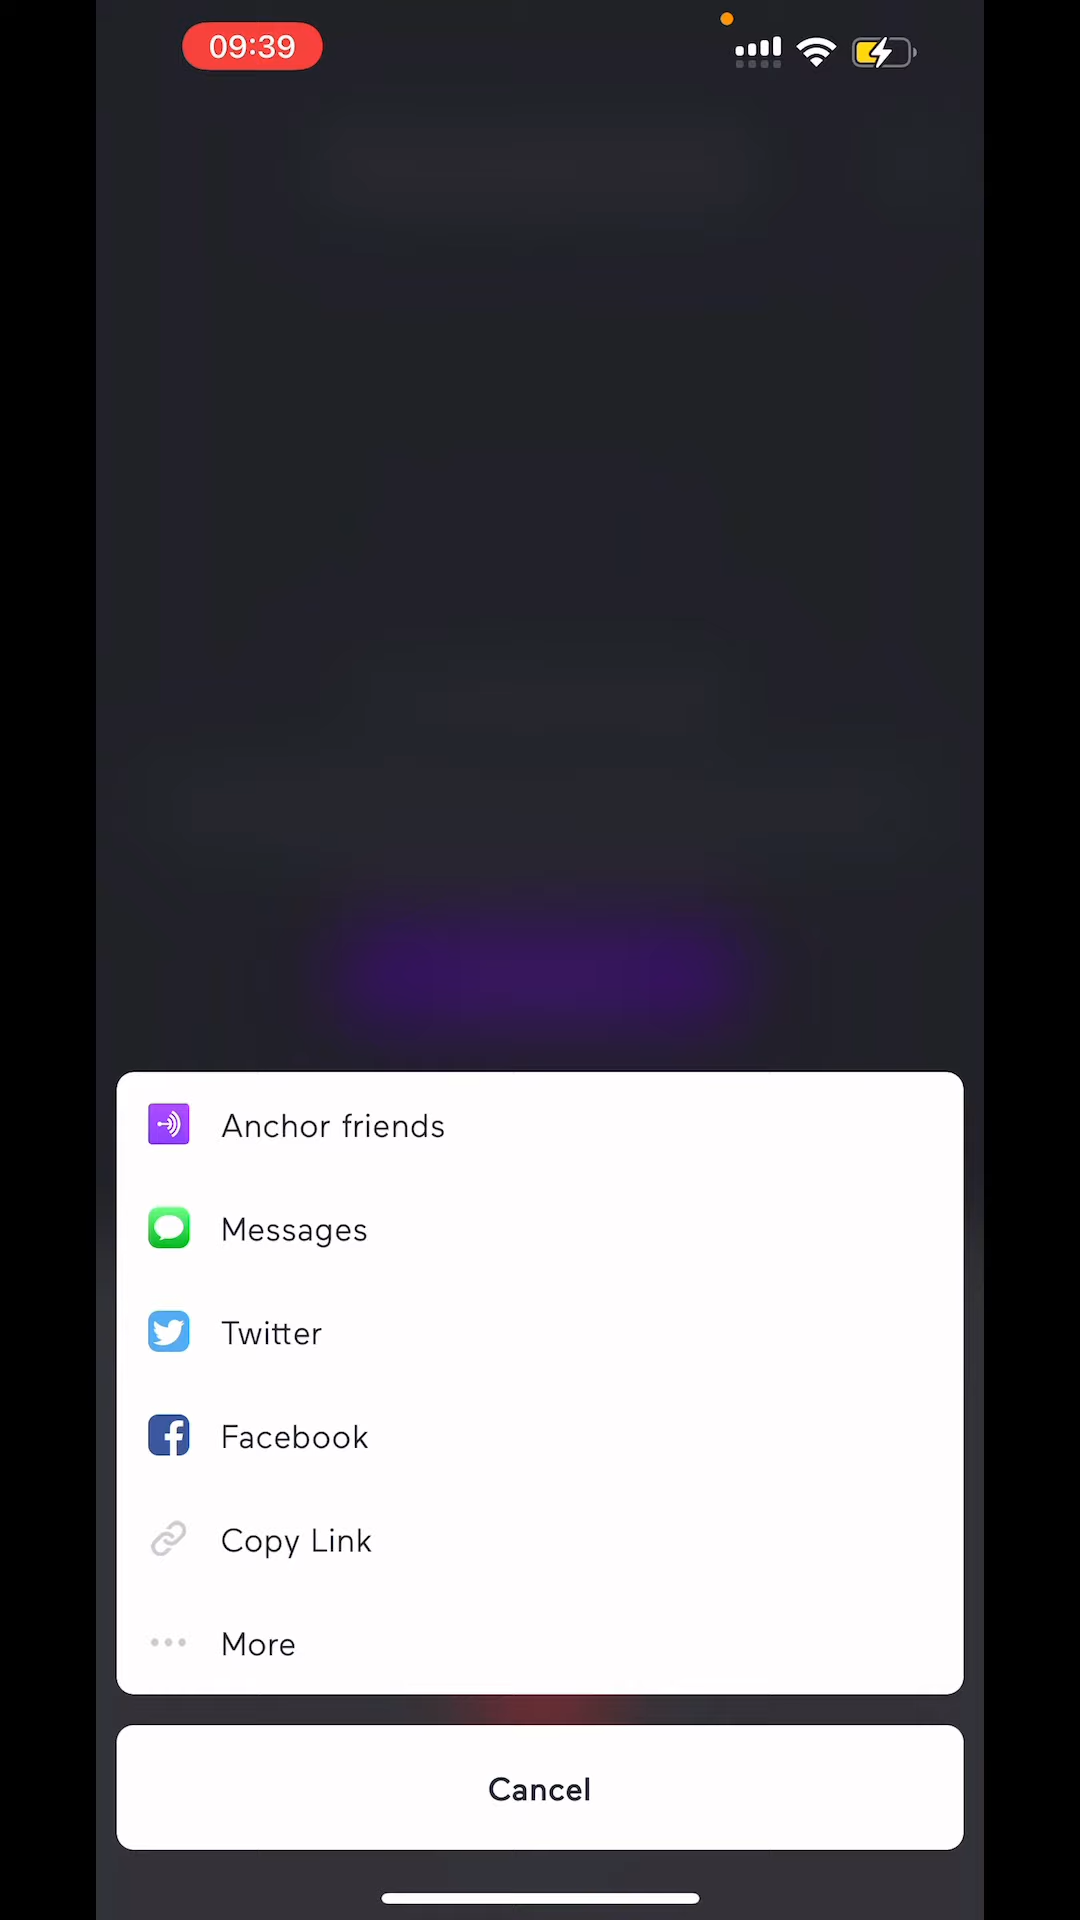 09:39
Anchor friends
Messages
Twitter
Facebook
Copy Link
More
Cancel